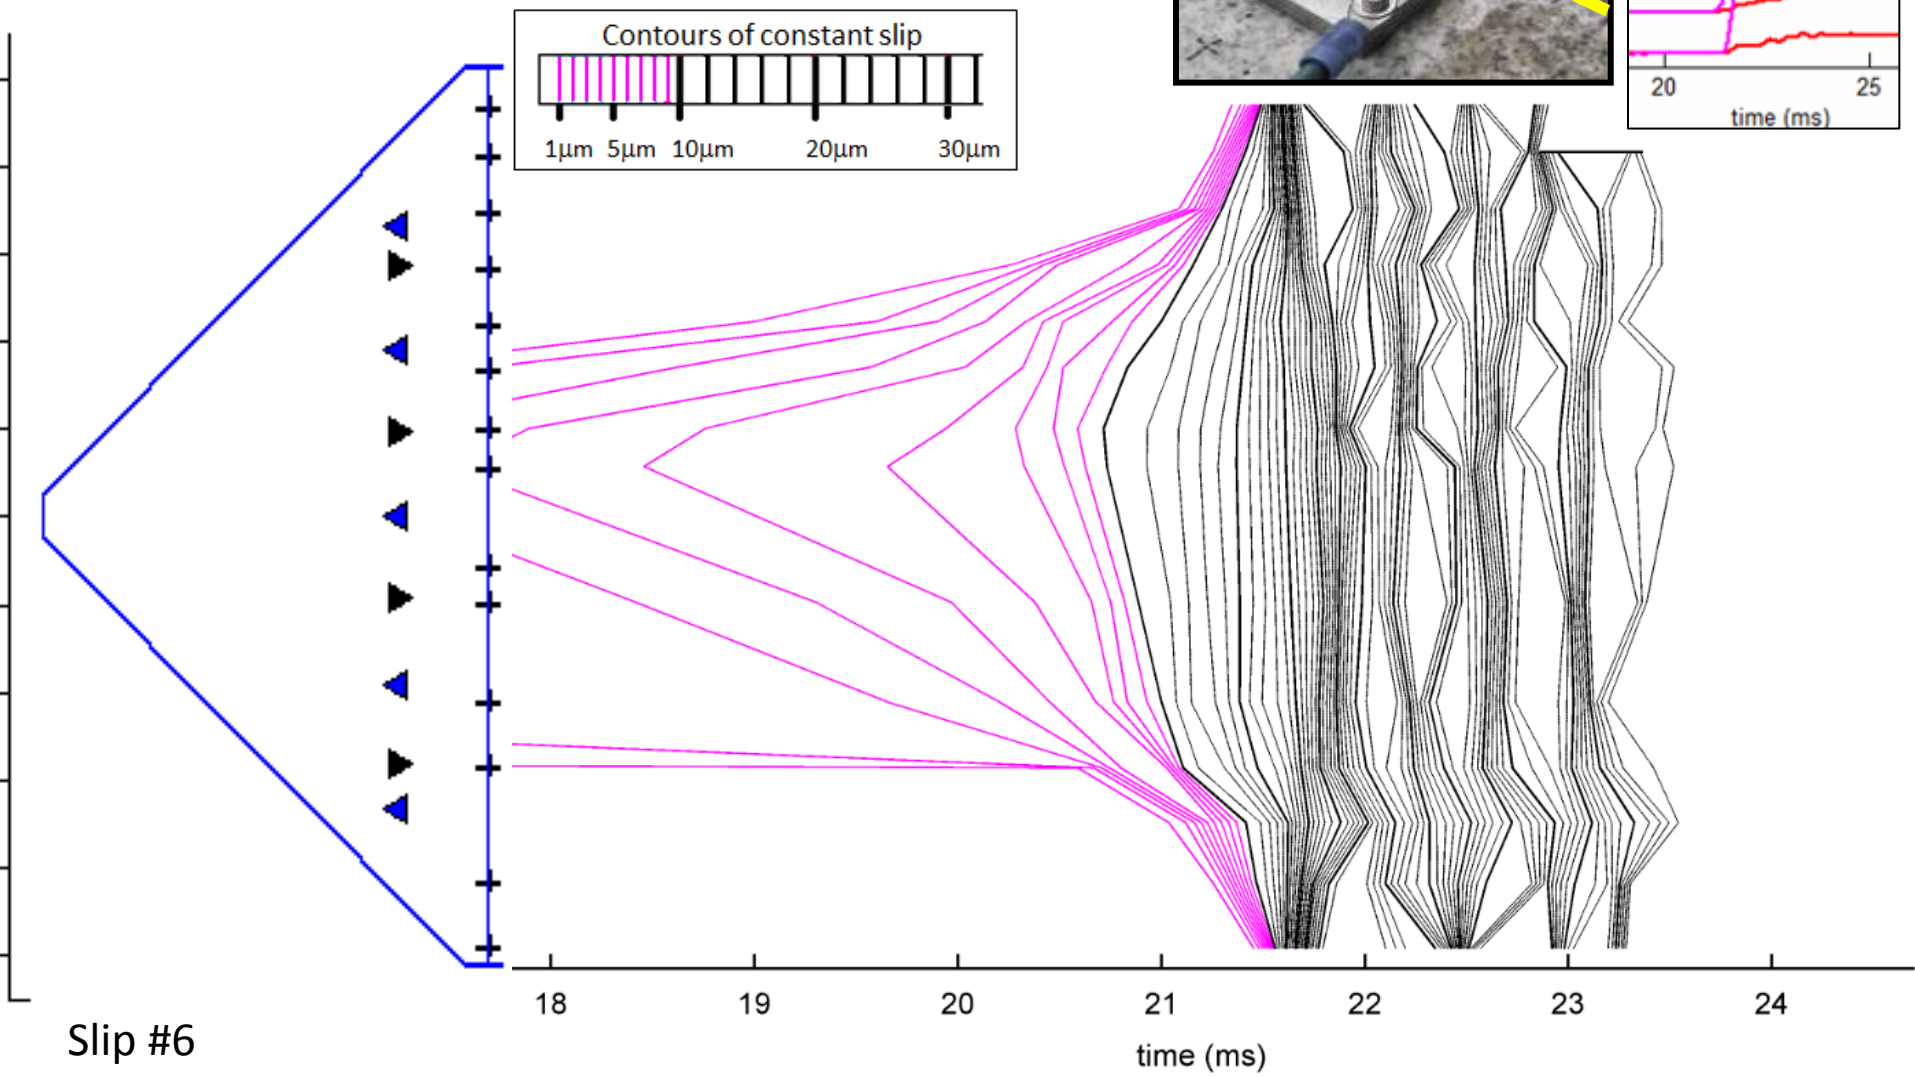 Contours of constant slip
1μm 5μm 10μm 20μm 30μm
20 25
time (ms)
18 19 20 21 22 23 24
time (ms)
Slip #6